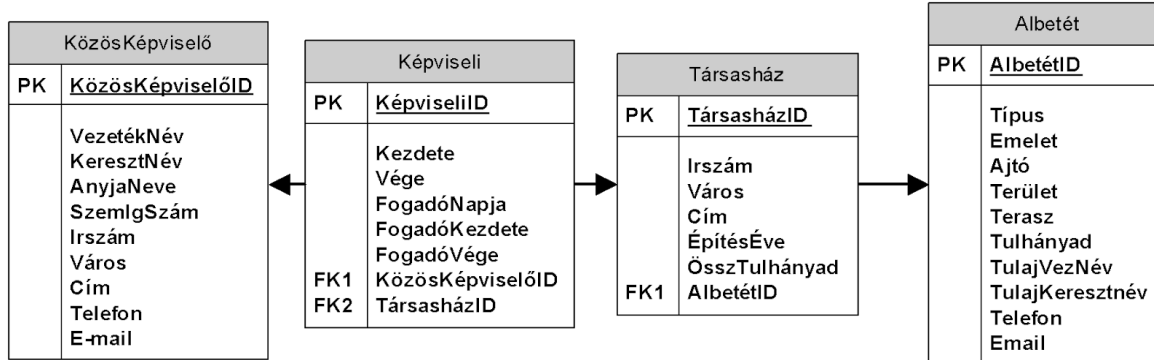 KözösKépviselő
PK KözösKépviselőID
VezetékNév
KeresztNév
AnyjaNeve
SzemIgSzám
Irszám
Város
Cím
Telefon
E-mail
Képviseli
PK KépviseliID
Kezdete
Vége
FogadóNapja
FogadóKezdete
FogadóVége
FK1 KözösKépviselőID
FK2 TársasházID
Társasház
PK TársasházID
Irszám
Város
Cím
ÉpítésÉve
ÖsszTulhányad
FK1 AlbetétID
Albetét
PK AlbetétID
Típus
Emelet
Ajtó
Terület
Terasz
Tulhányad
TulajVezNév
TulajKeresztnév
Telefon
Email